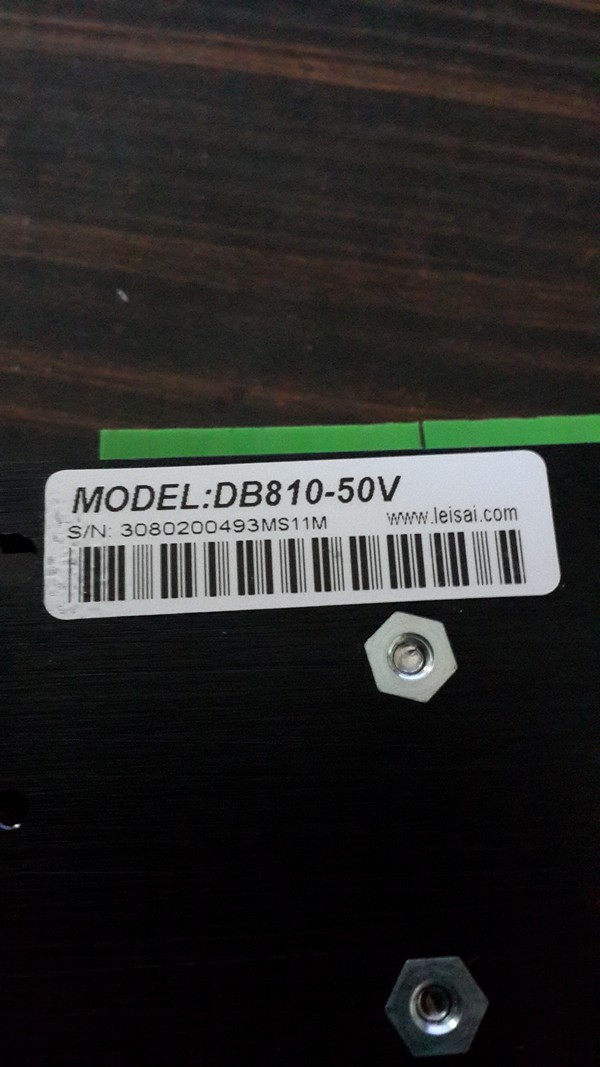 MODEL:DB810-50V
S/N: 3080200493MS11M
www.leisai.com